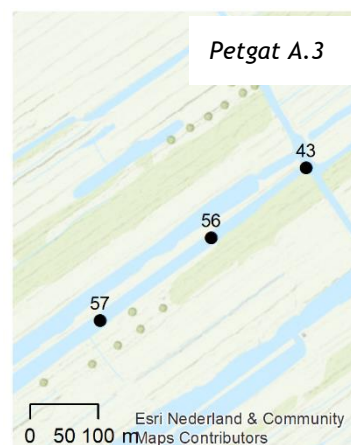 Petgat A.3
43
56
57
0 50 100 m
Esri Nederland & Community
Maps Contributors